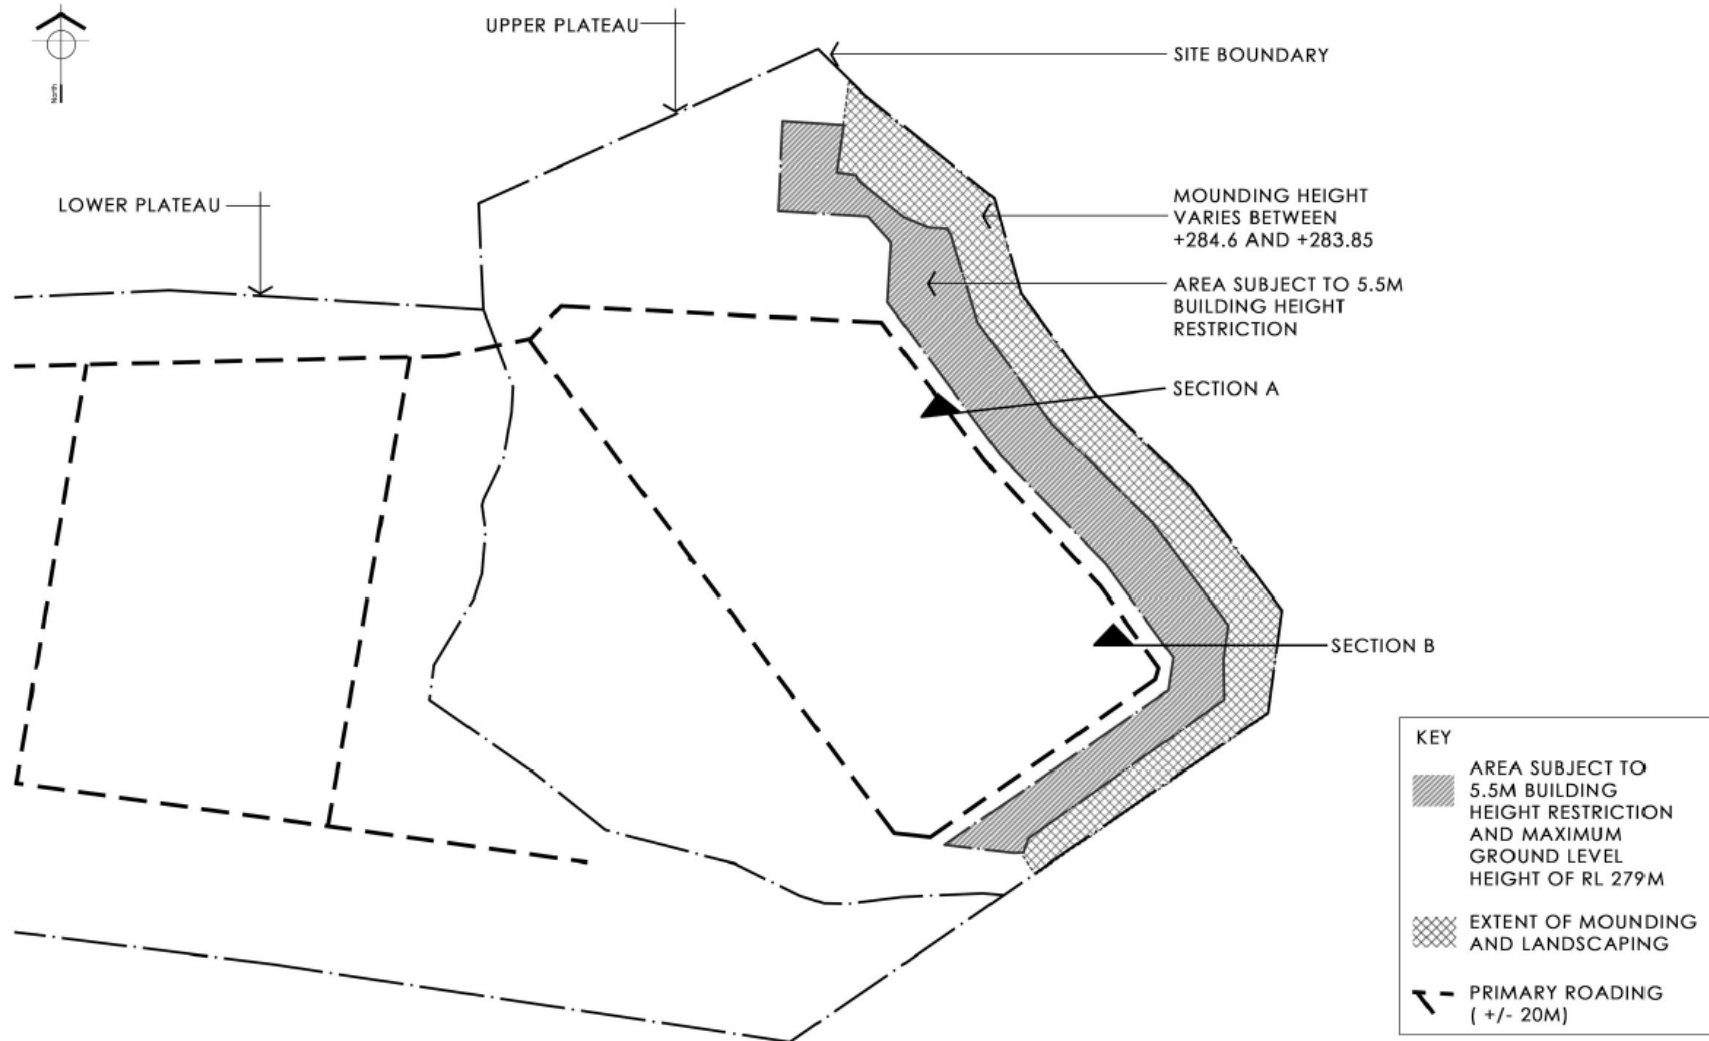 UPPER PLATEAU
SITE BOUNDARY
North
LOWER PLATEAU
MOUNDING HEIGHT
VARIES BETWEEN
+284.6 AND +283.85
AREA SUBJECT TO 5.5M
BUILDING HEIGHT
RESTRICTION
SECTION A
SECTION B
KEY
AREA SUBJECT TO
5.5M BUILDING
HEIGHT RESTRICTION
AND MAXIMUM
GROUND LEVEL
HEIGHT OF RL 279M
EXTENT OF MOUNDING
AND LANDSCAPING
PRIMARY ROADING
( +/- 20M)